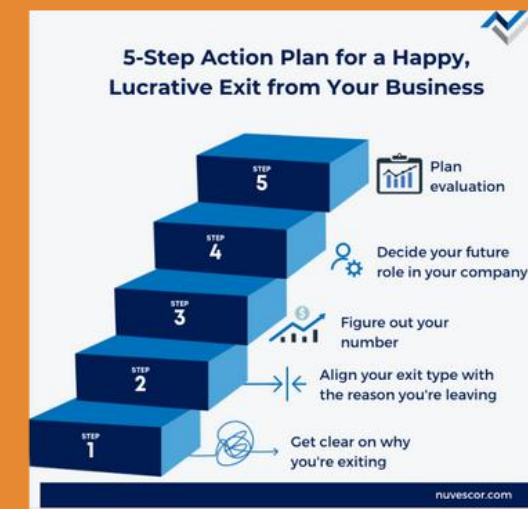 5-Step Action Plan for a Happy,
Lucrative Exit from Your Business
STEP
5
Plan
evaluation
STEP
4
Decide your future
role in your company
STEP
3
$
Figure out your
number
STEP
2
Align your exit type with
the reason you're leaving
STEP
1
Get clear on why
you're exiting
nuvescor.com